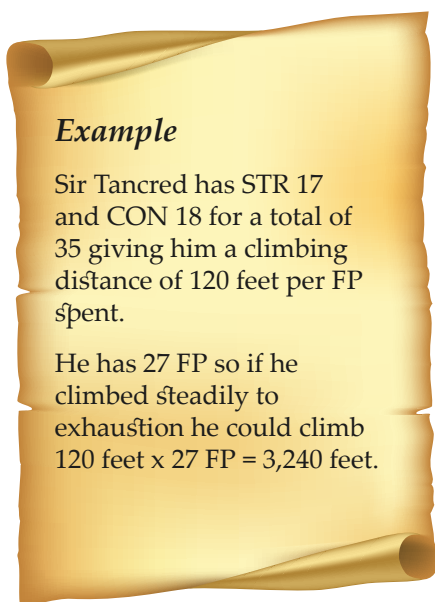 Example
Sir Tancred has STR 17
and CON 18 for a total of
35 giving him a climbing
distance of 120 feet per FP
spent.
He has 27 FP so if he
climbed steadily to
exhaustion he could climb
120 feet x 27 FP = 3,240 feet.